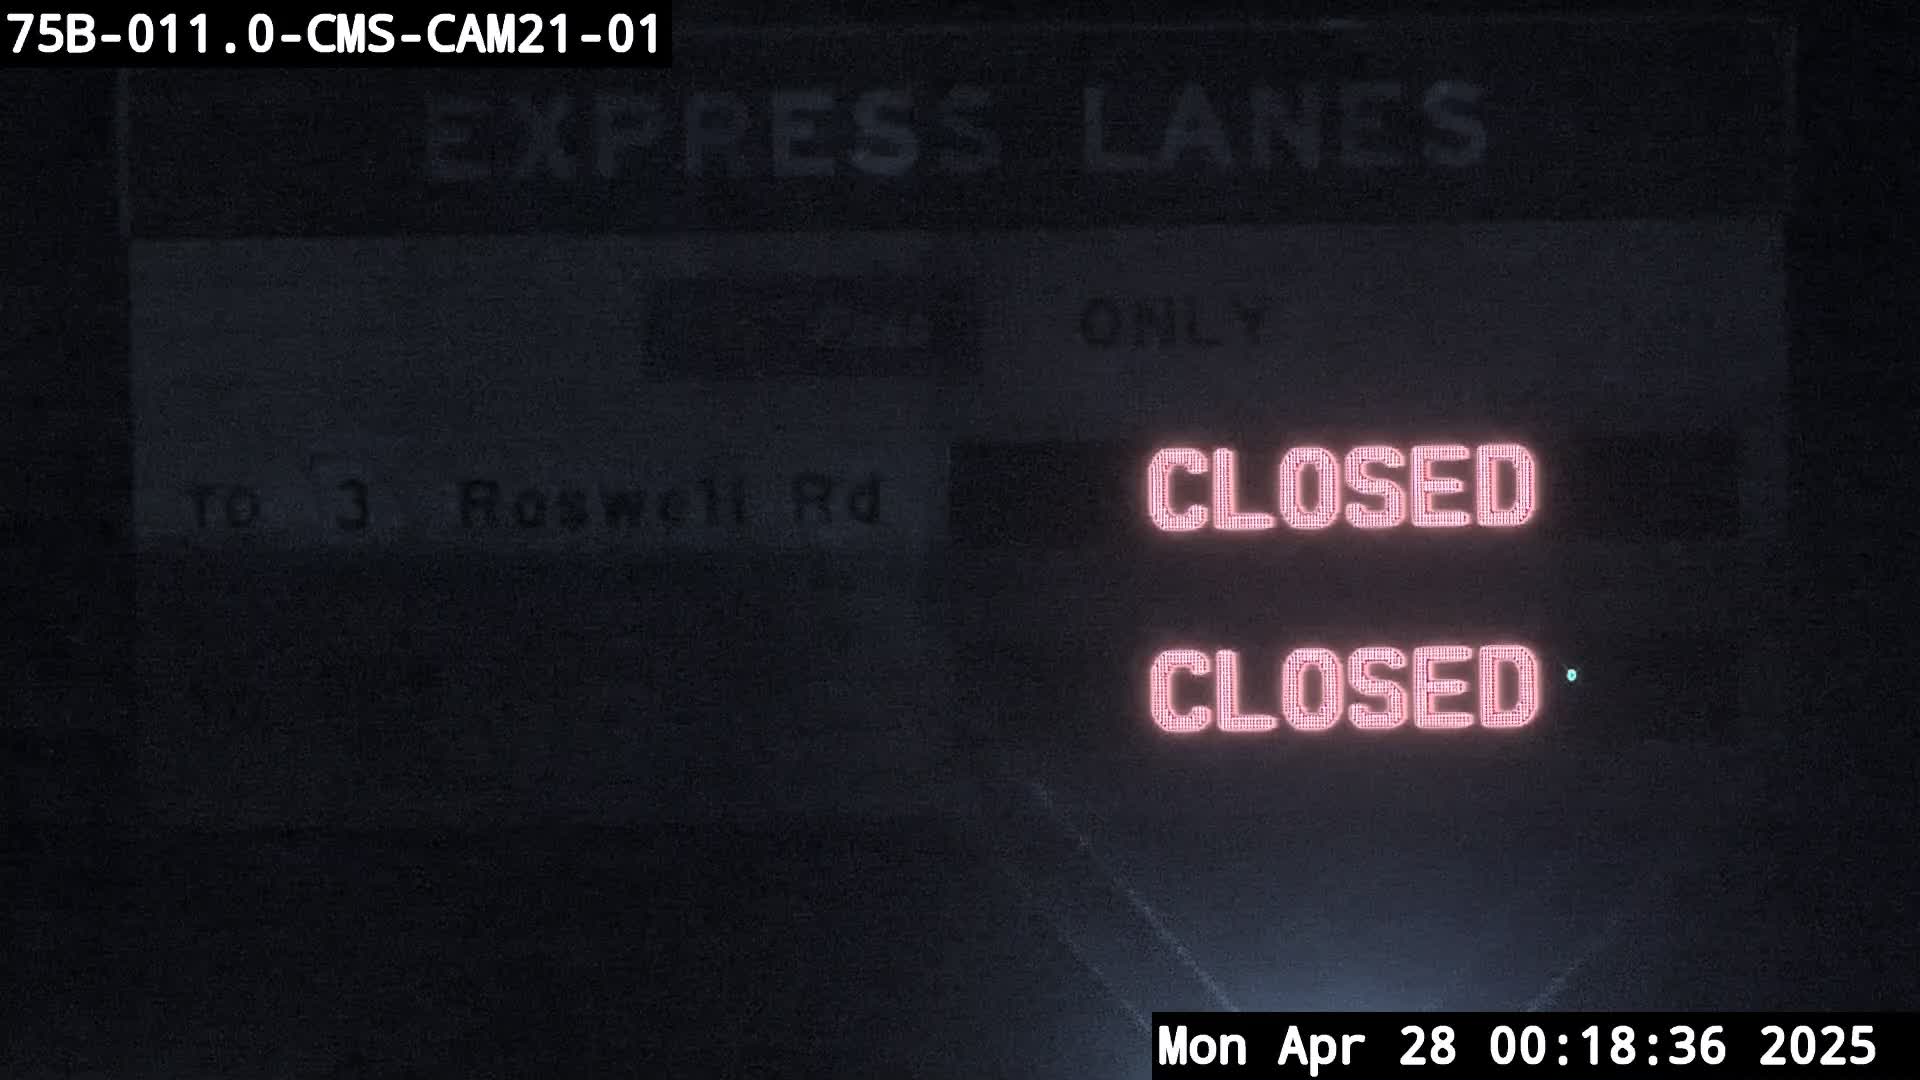 75B-011.0-CMS-CAM21-01
EXPRESS LANES
ONLY
TO 3 Roswell Rd CLOSED
CLOSED
Mon Apr 28 00:18:36 2025